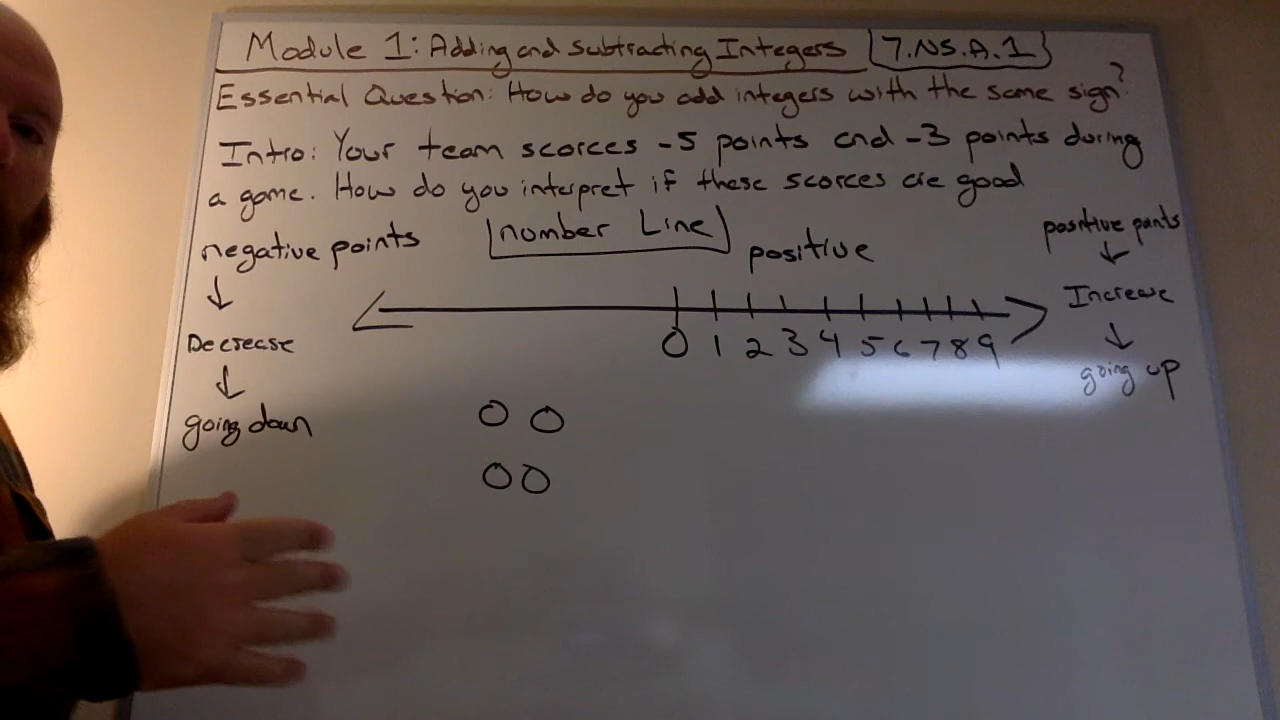 Module 1: Adding and Subtracting Integers 7.NS.A.1
Essential Question: How do you add integers with the same sign?
Intro: Your team scorces -5 points and -3 points during
a game. How do you interpret if these scorces are good
negative points
number Line
positive
positive points
Increase
going up
Decrease
going down
0 1 2 3 4 5 6 7 8 9